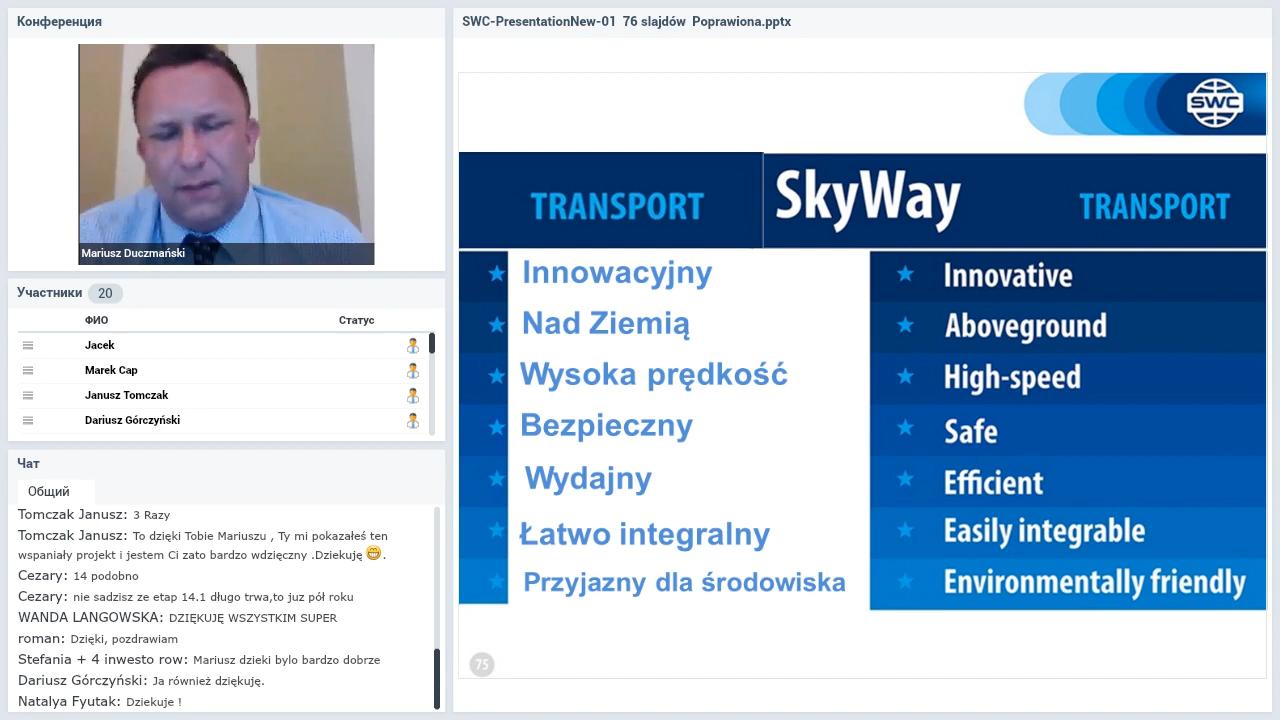 Конференция
Mariusz Duczmański
Участники 20
ФИО Статус
Jacek
Marek Cap
Janusz Tomczak
Dariusz Górczyński
Чат
Общий
Tomczak Janusz: 3 Razy
Tomczak Janusz: To dzięki Tobie Mariuszu , Ty mi pokazałeś ten
wspaniały projekt i jestem Ci zato bardzo wdzięczny .Dziekuję 😁.
Cezary: 14 podobno
Cezary: nie sadzisz ze etap 14.1 długo trwa,to juz pół roku
WANDA LANGOWSKA: DZIĘKUJĘ WSZYSTKIM SUPER
roman: Dzięki, pozdrawiam
Stefania + 4 inwesto row: Mariusz dzieki bylo bardzo dobrze
Dariusz Górczyński: Ja również dziękuję.
Natalya Fyutak: Dziekuje !
SWC-PresentationNew-01 76 slajdów Poprawiona.pptx
SWC
TRANSPORT SkyWay TRANSPORT
Innowacyjny
Nad Ziemią
Wysoka prędkość
Bezpieczny
Wydajny
Łatwo integralny
Przyjazny dla środowiska
Innovative
Aboveground
High-speed
Safe
Efficient
Easily integrable
Environmentally friendly
75